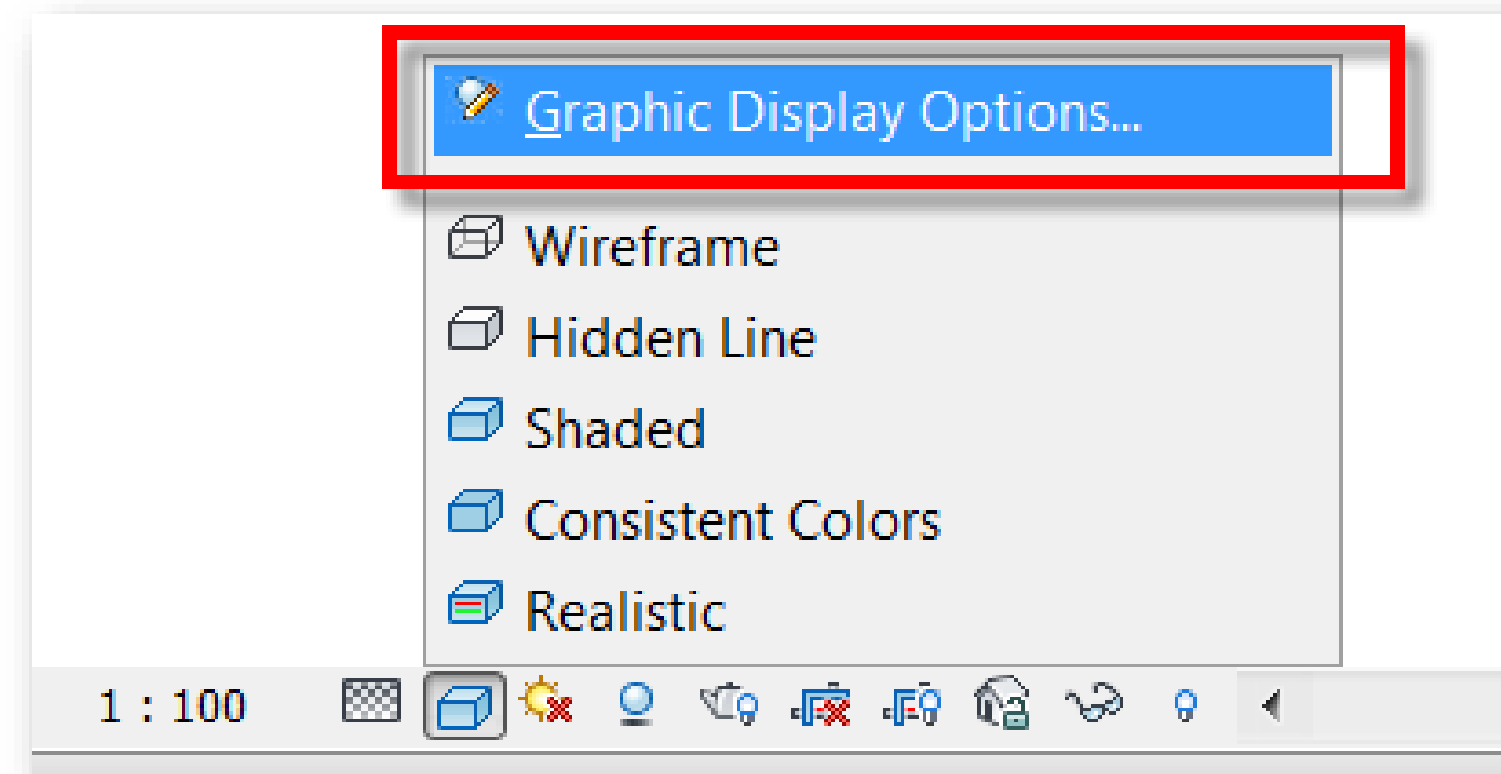 Graphic Display Options...
Wireframe
Hidden Line
Shaded
Consistent Colors
Realistic
1 : 100